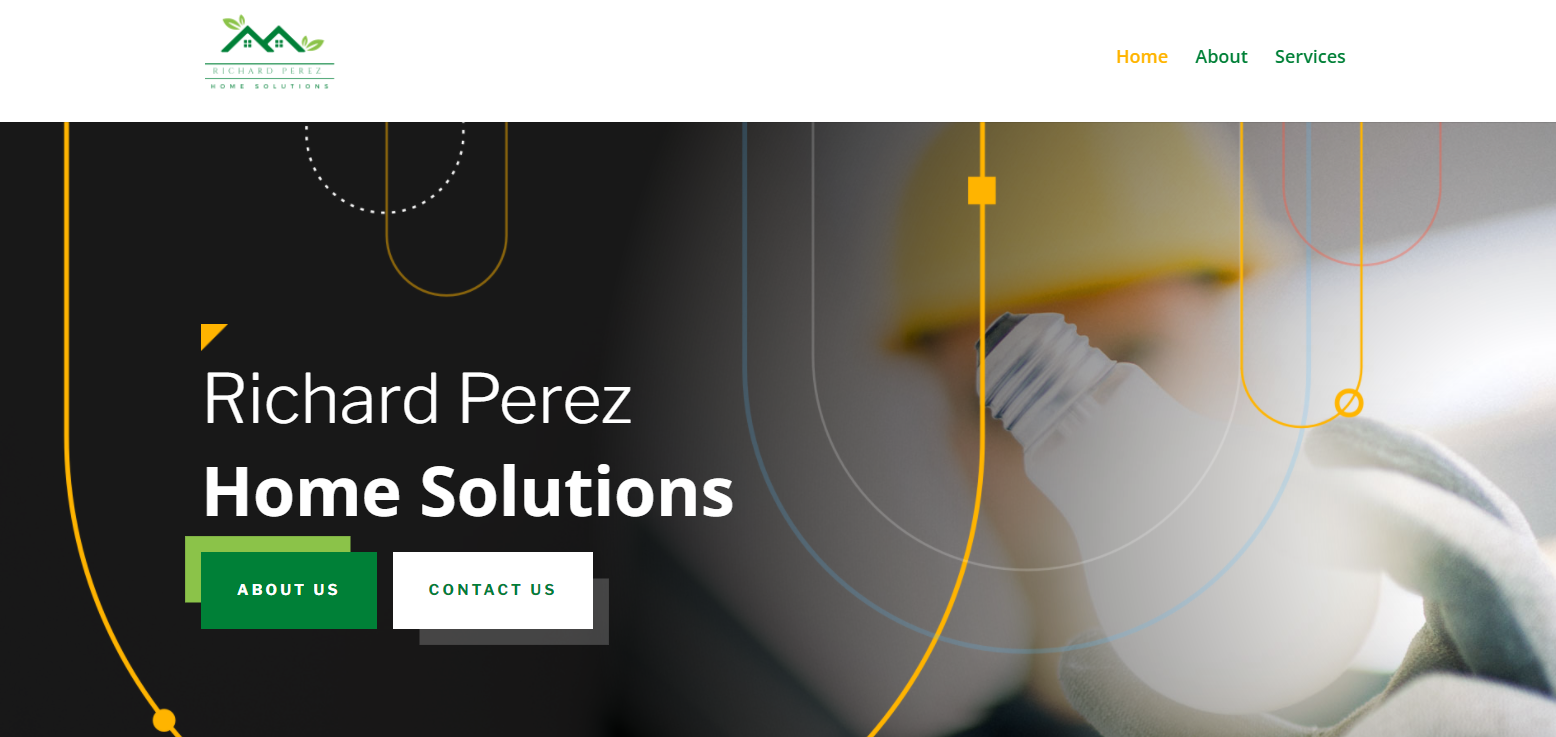 RICHARD PEREZ
HOME SOLUTIONS
Home About Services
Richard Perez
Home Solutions
ABOUT US CONTACT US